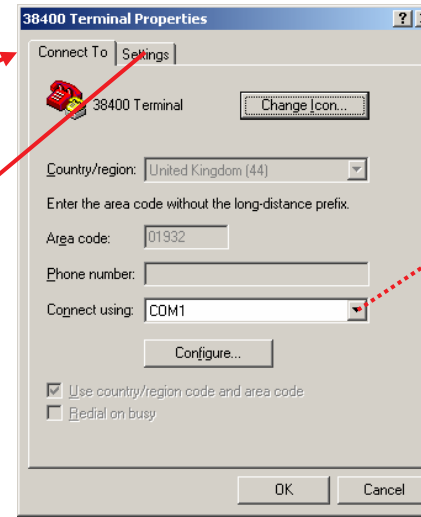 38400 Terminal Properties
Connect To Settings
38400 Terminal Change Icon...
Country/region: United Kingdom (44)
Enter the area code without the long-distance prefix.
Area code: 01932
Phone number:
Connect using: COM1
Configure...
Use country/region code and area code
Redial on busy
OK Cancel